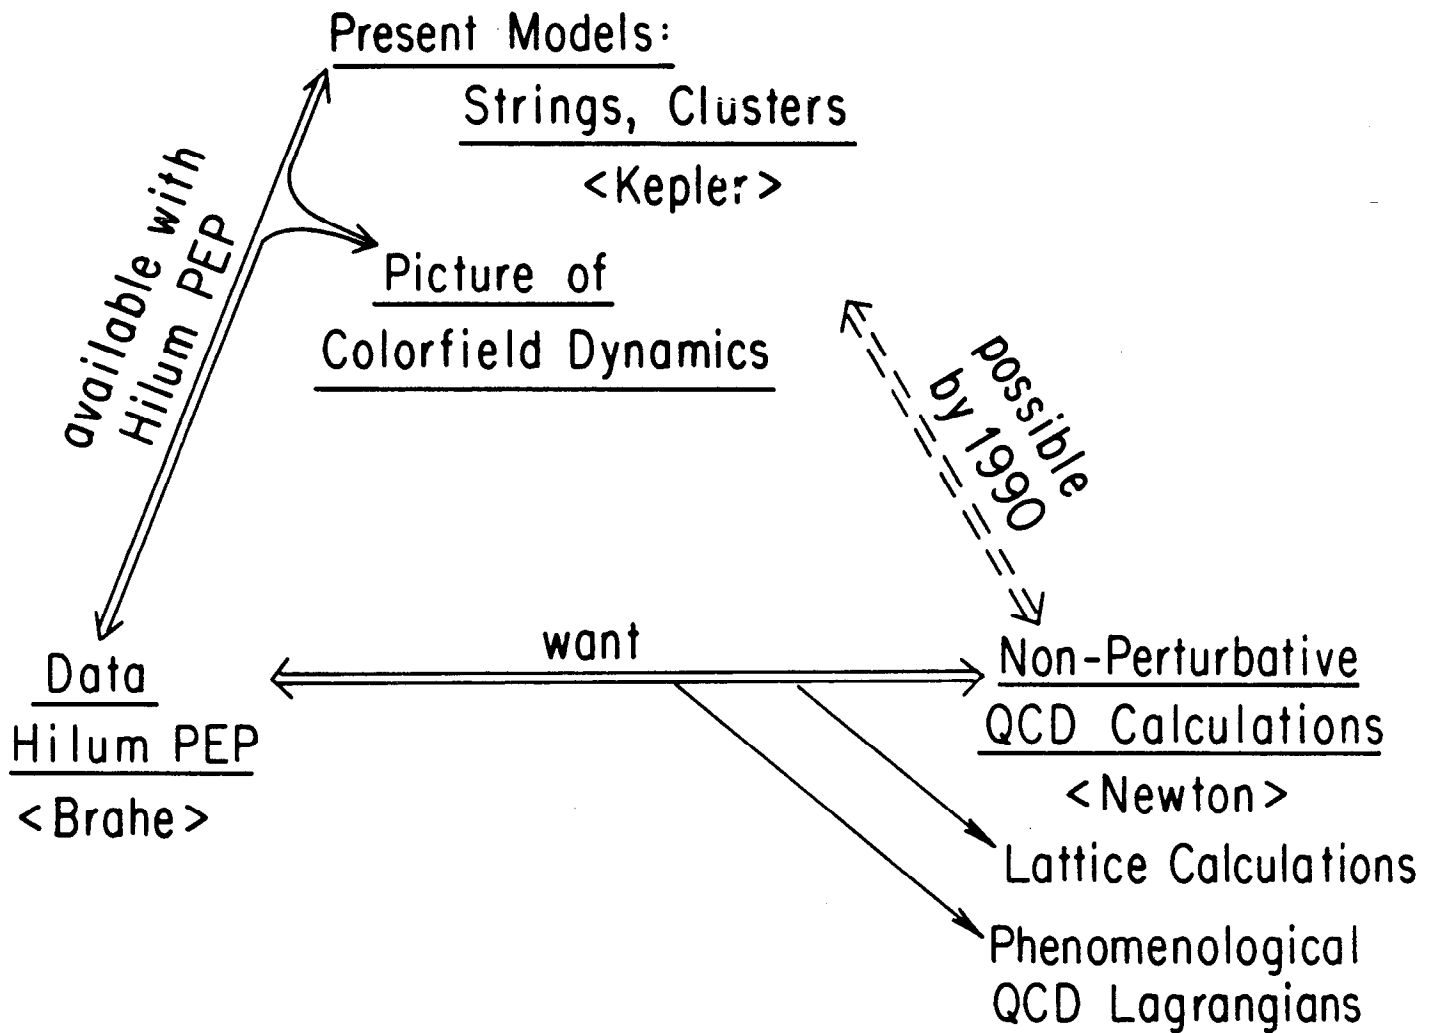 Present Models:
Strings, Clusters
<Kepler>
available with
Hilum PEP
Picture of
Colorfield Dynamics
possible
by 1990
want
Data
Hilum PEP
<Brahe>
Non-Perturbative
QCD Calculations
<Newton>
Lattice Calculations
Phenomenological
QCD Lagrangians